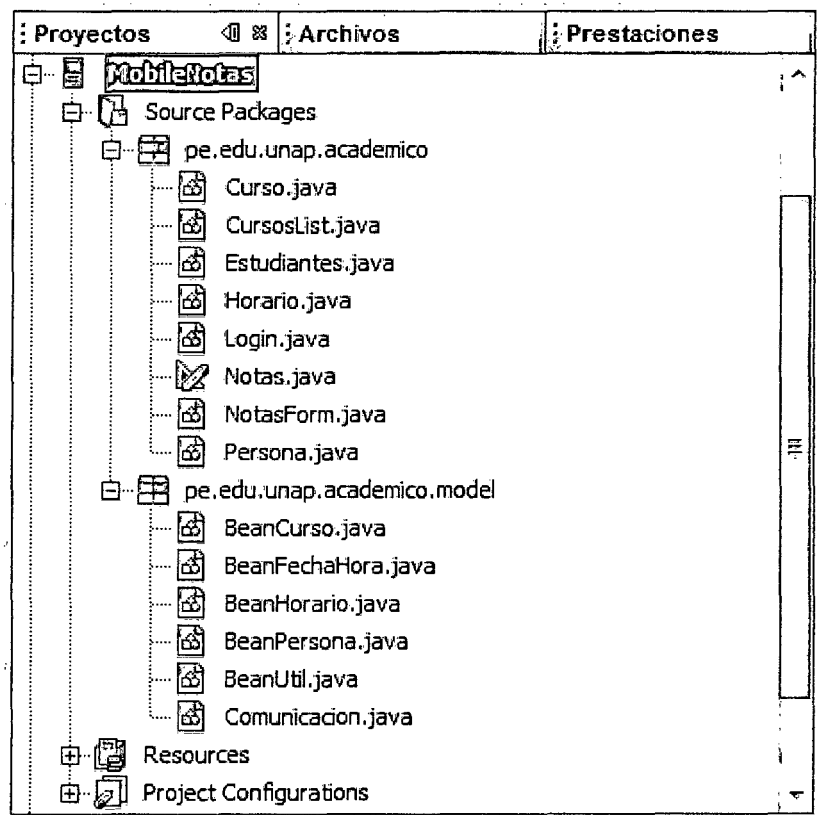 Proyectos Archivos Prestaciones
MobileNotas
Source Packages
pe.edu.unap.academico
Curso.java
CursosList.java
Estudiantes.java
Horario.java
Login.java
Notas.java
NotasForm.java
Persona.java
pe.edu.unap.academico.model
BeanCurso.java
BeanFechaHora.java
BeanHorario.java
BeanPersona.java
BeanUtil.java
Comunicacion.java
Resources
Project Configurations